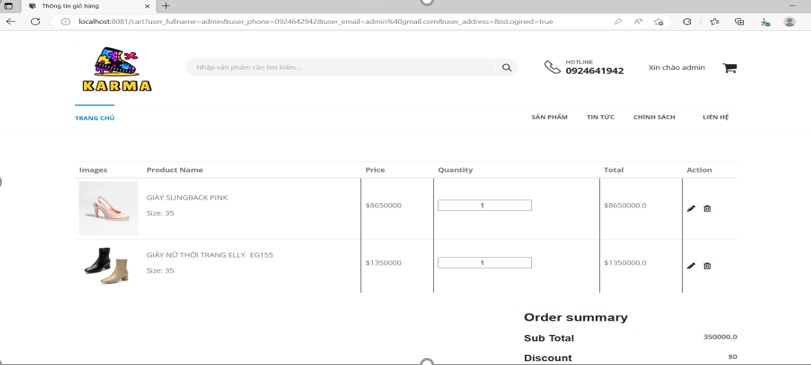 Thông tin giỏ hàng
localhost:8081/cart?user_fullname=admin&user_phone=0924642942&user_email=admin%40gmail.com&user_address=&isLogined=true
KARMA
Nhập sản phẩm cần tìm kiếm...
HOTLINE
0924641942
Xin chào admin
TRANG CHỦ
SẢN PHẨM TIN TỨC CHÍNH SÁCH LIÊN HỆ
Images Product Name Price Quantity Total Action
GIÀY SLINGBACK PINK
Size: 35
$8650000 1 $8650000.0
GIÀY NỮ THỜI TRANG ELLY- EG155
Size: 35
$1350000 1 $1350000.0
Order summary
Sub Total 350000.0
Discount $0